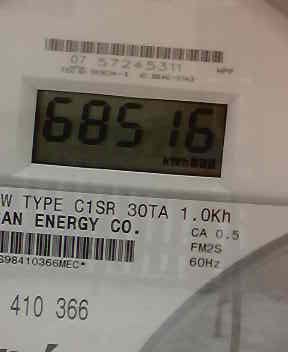 07 57245311
68516
kWh
W TYPE C1SR 30TA 1.0Kh
AN ENERGY CO.
CA 0.5
FM2S
60Hz
S98410366MEC*
410 366